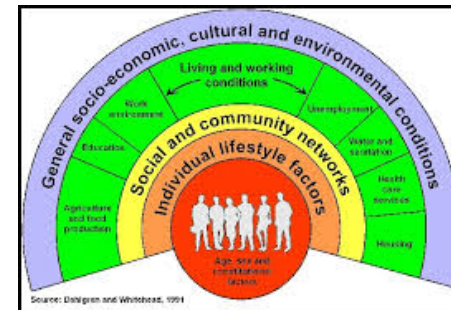 General socio-economic, cultural and environmental conditions
Living and working
conditions
Work
environment
Unemployment
Education
Water and
sanitation
Agriculture
and food
production
Health
care
services
Housing
Social and community networks
Individual lifestyle factors
Age, sex and
constitutional
factors
Source: Dahlgren and Whitehead, 1991